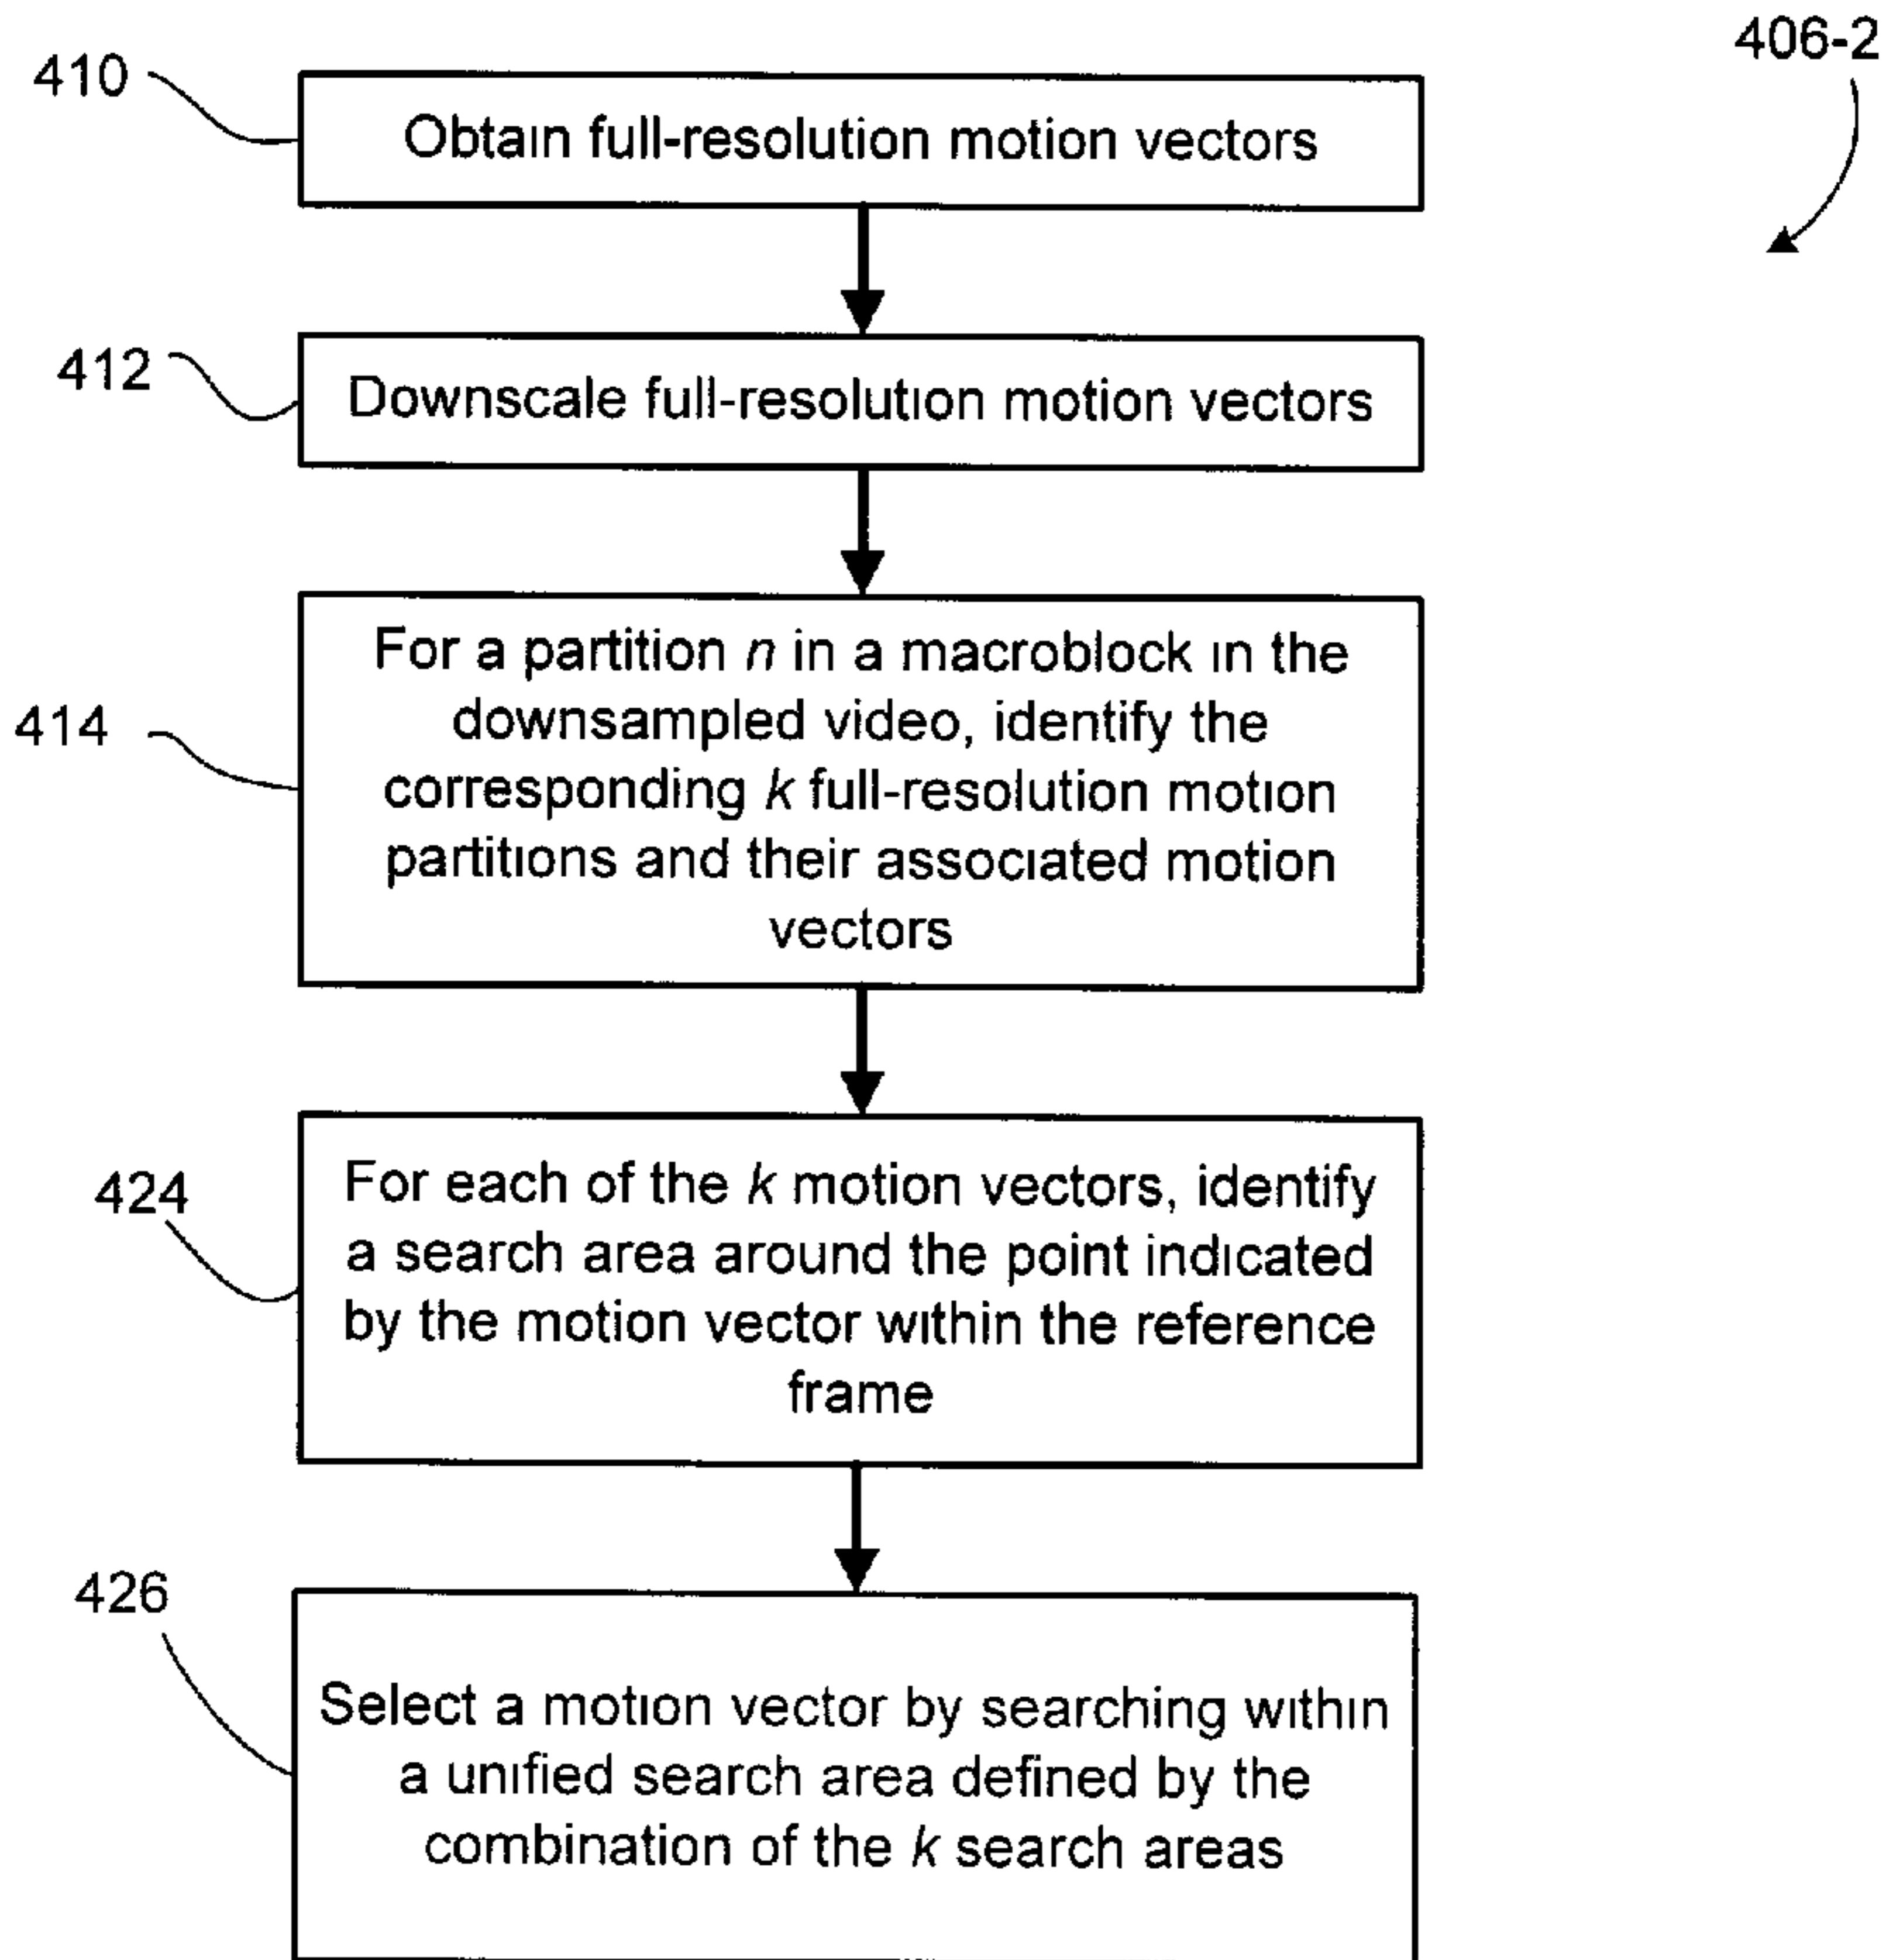 406-2
410
Obtain full-resolution motion vectors
412
Downscale full-resolution motion vectors
414
For a partition n in a macroblock in the
downsampled video, identify the
corresponding k full-resolution motion
partitions and their associated motion
vectors
424
For each of the k motion vectors, identify
a search area around the point indicated
by the motion vector within the reference
frame
426
Select a motion vector by searching within
a unified search area defined by the
combination of the k search areas